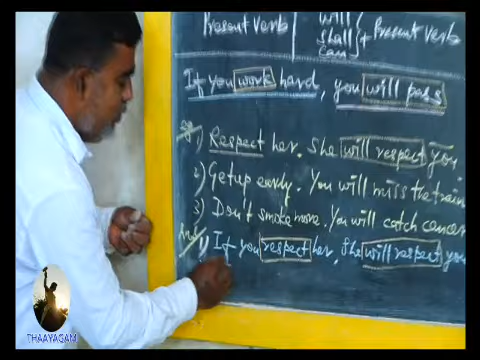 Present verb | will / shall / can } + Present verb
If you work hard, you will pass
eg 1) Respect her. She will respect you.
2) Get up early. You will miss the train
3) Don't smoke more. You will catch cancer
Ans 1) If you respect her, She will respect you
THAAYAGAM